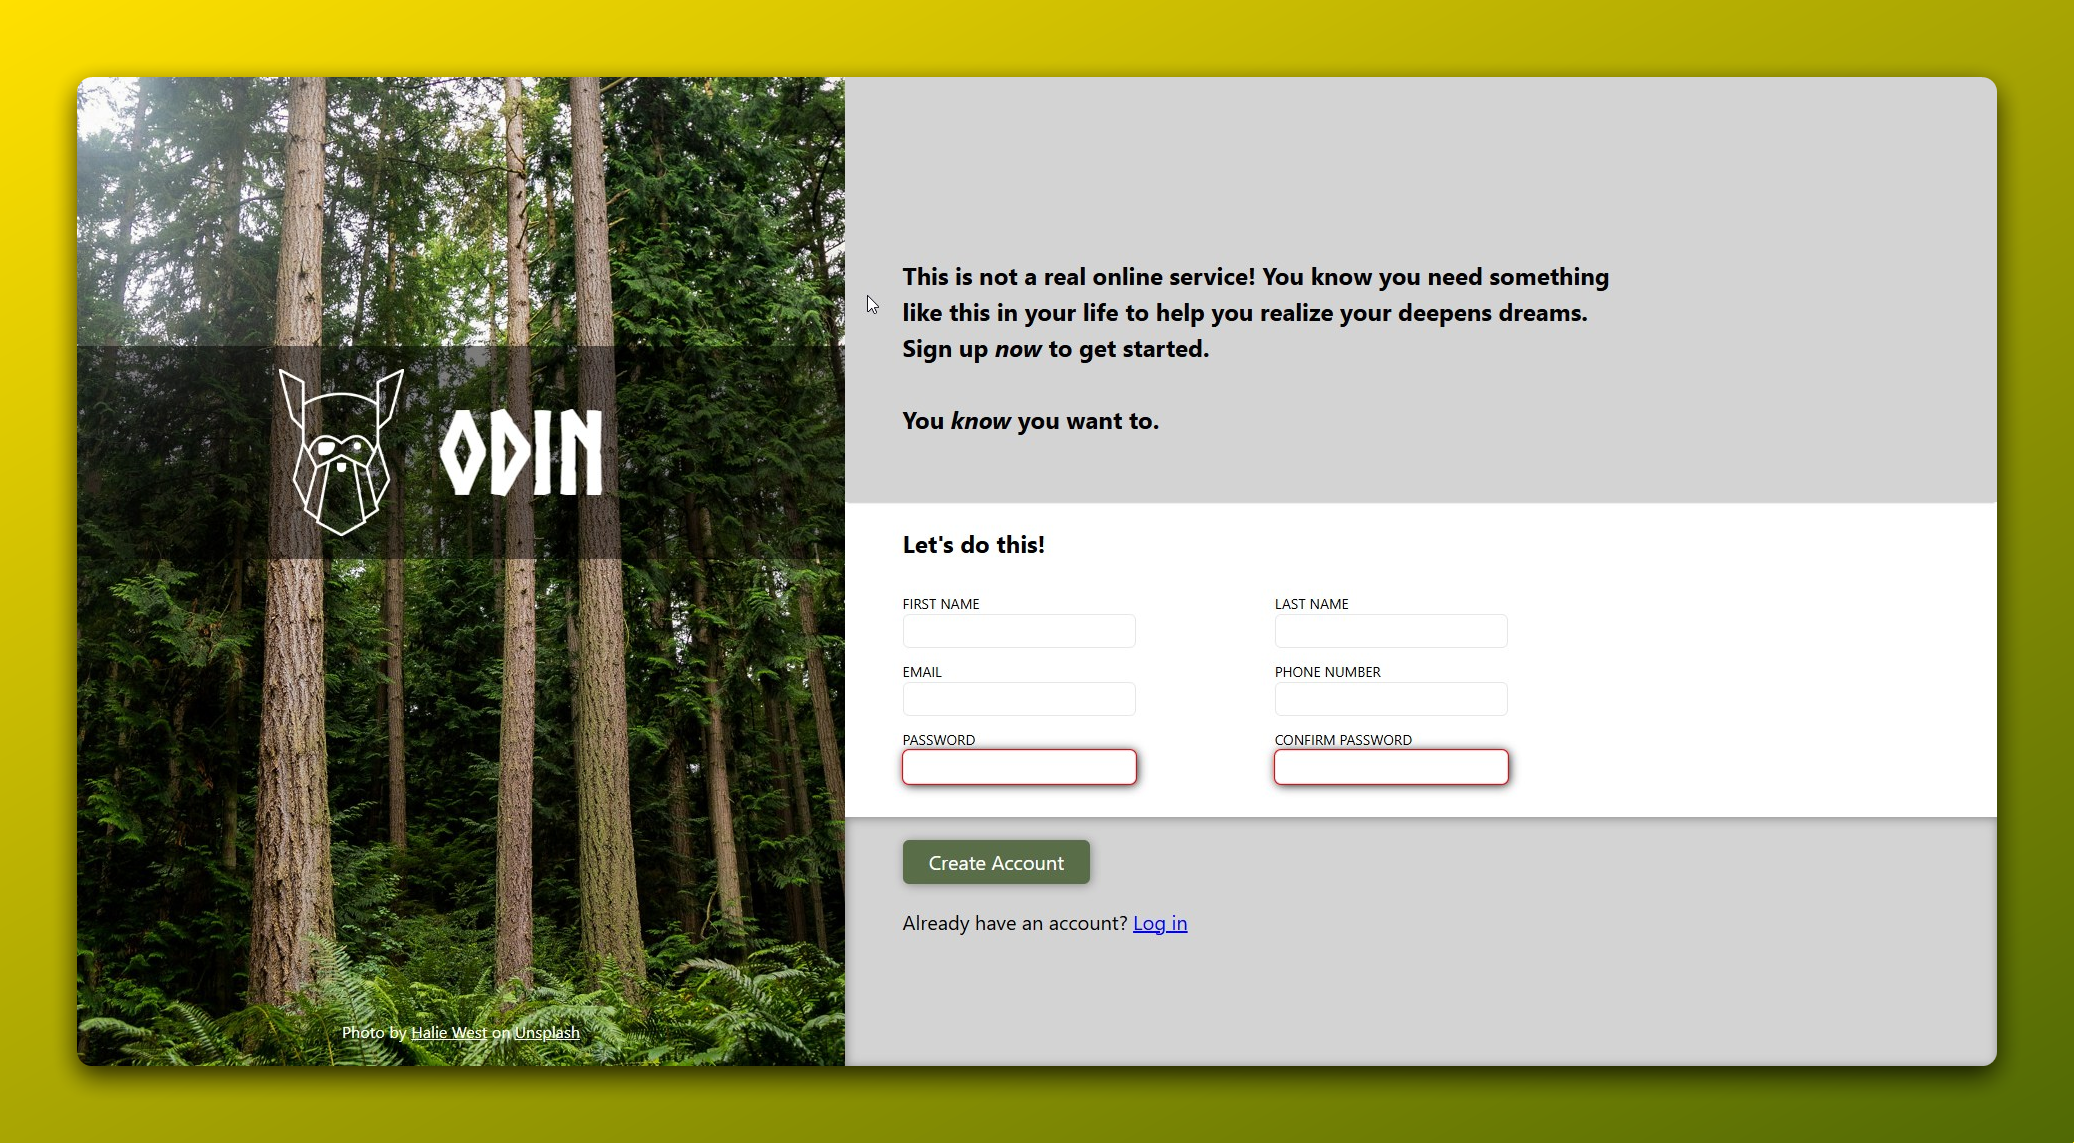 ODIN
Photo by Halie West on Unsplash
This is not a real online service! You know you need something
like this in your life to help you realize your deepens dreams.
Sign up now to get started.
You know you want to.
Let's do this!
FIRST NAME
LAST NAME
EMAIL
PHONE NUMBER
PASSWORD
CONFIRM PASSWORD
Create Account
Already have an account? Log in